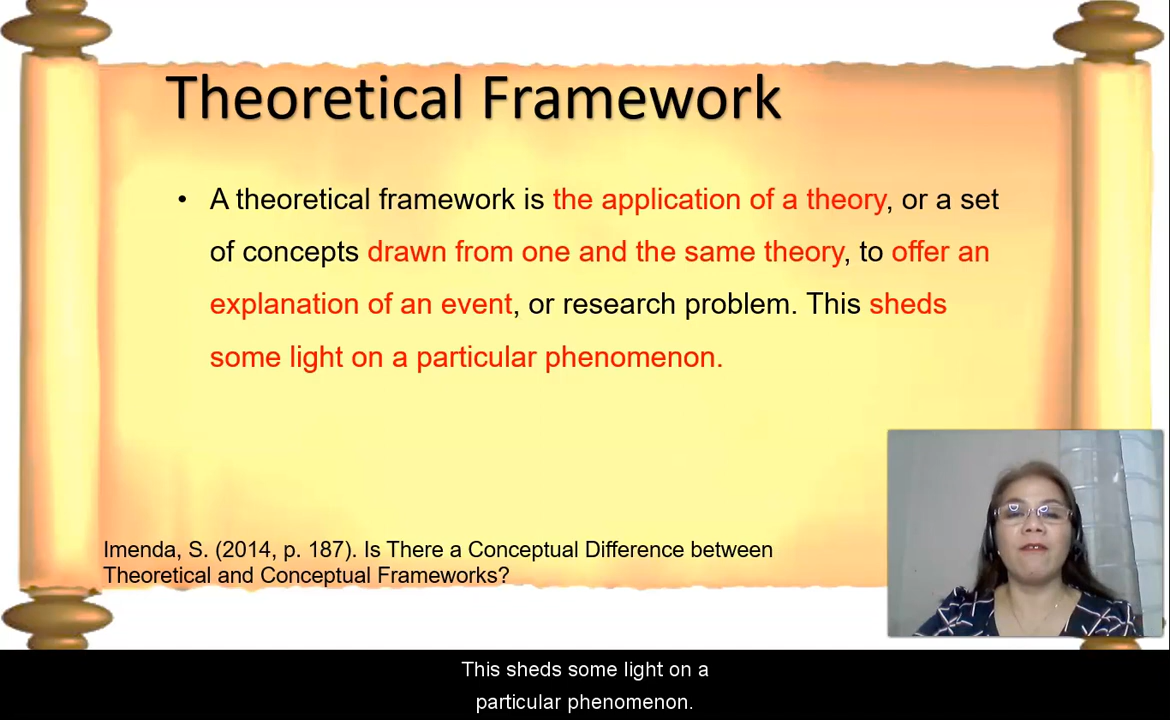 Theoretical Framework
• A theoretical framework is the application of a theory, or a set
of concepts drawn from one and the same theory, to offer an
explanation of an event, or research problem. This sheds
some light on a particular phenomenon.
Imenda, S. (2014, p. 187). Is There a Conceptual Difference between
Theoretical and Conceptual Frameworks?
This sheds some light on a
particular phenomenon.